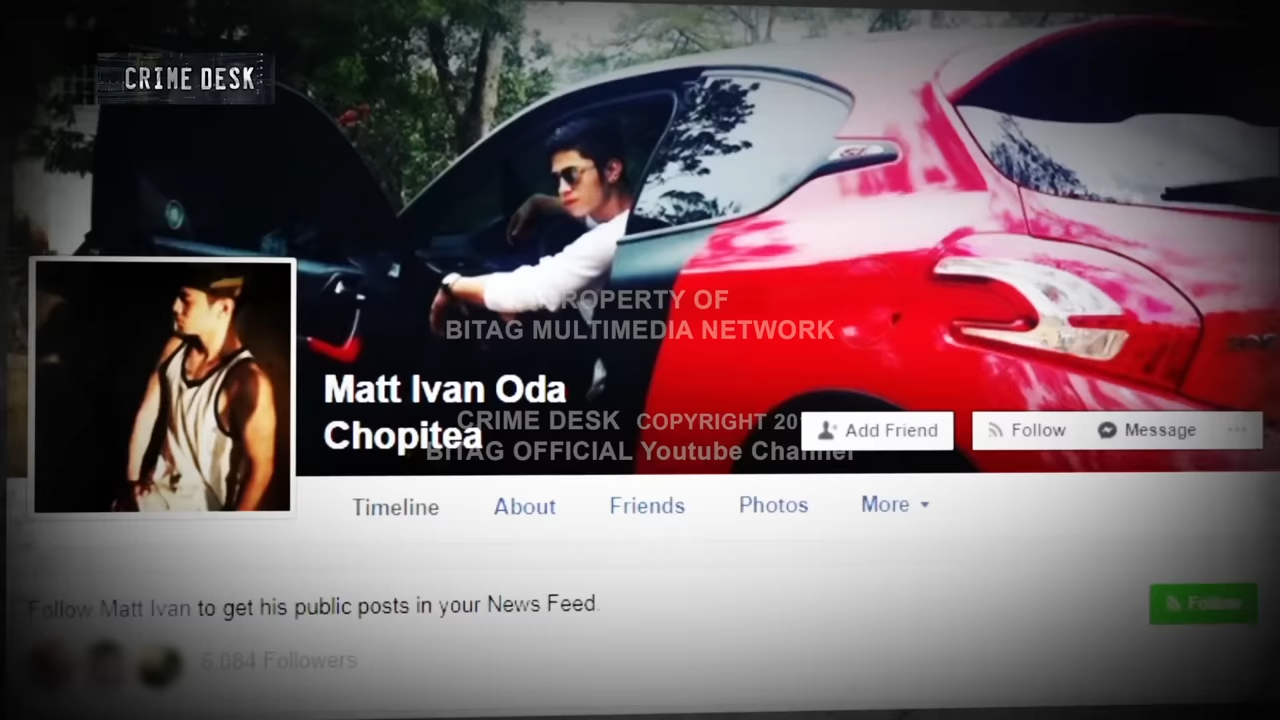 CRIME DESK
PROPERTY OF
BITAG MULTIMEDIA NETWORK
Matt Ivan Oda
Chopitea
CRIME DESK COPYRIGHT 20
BITAG OFFICIAL Youtube Channel
Add Friend
Follow
Message
Timeline
About
Friends
Photos
More
Follow Matt Ivan to get his public posts in your News Feed.
Follow
6,084 Followers